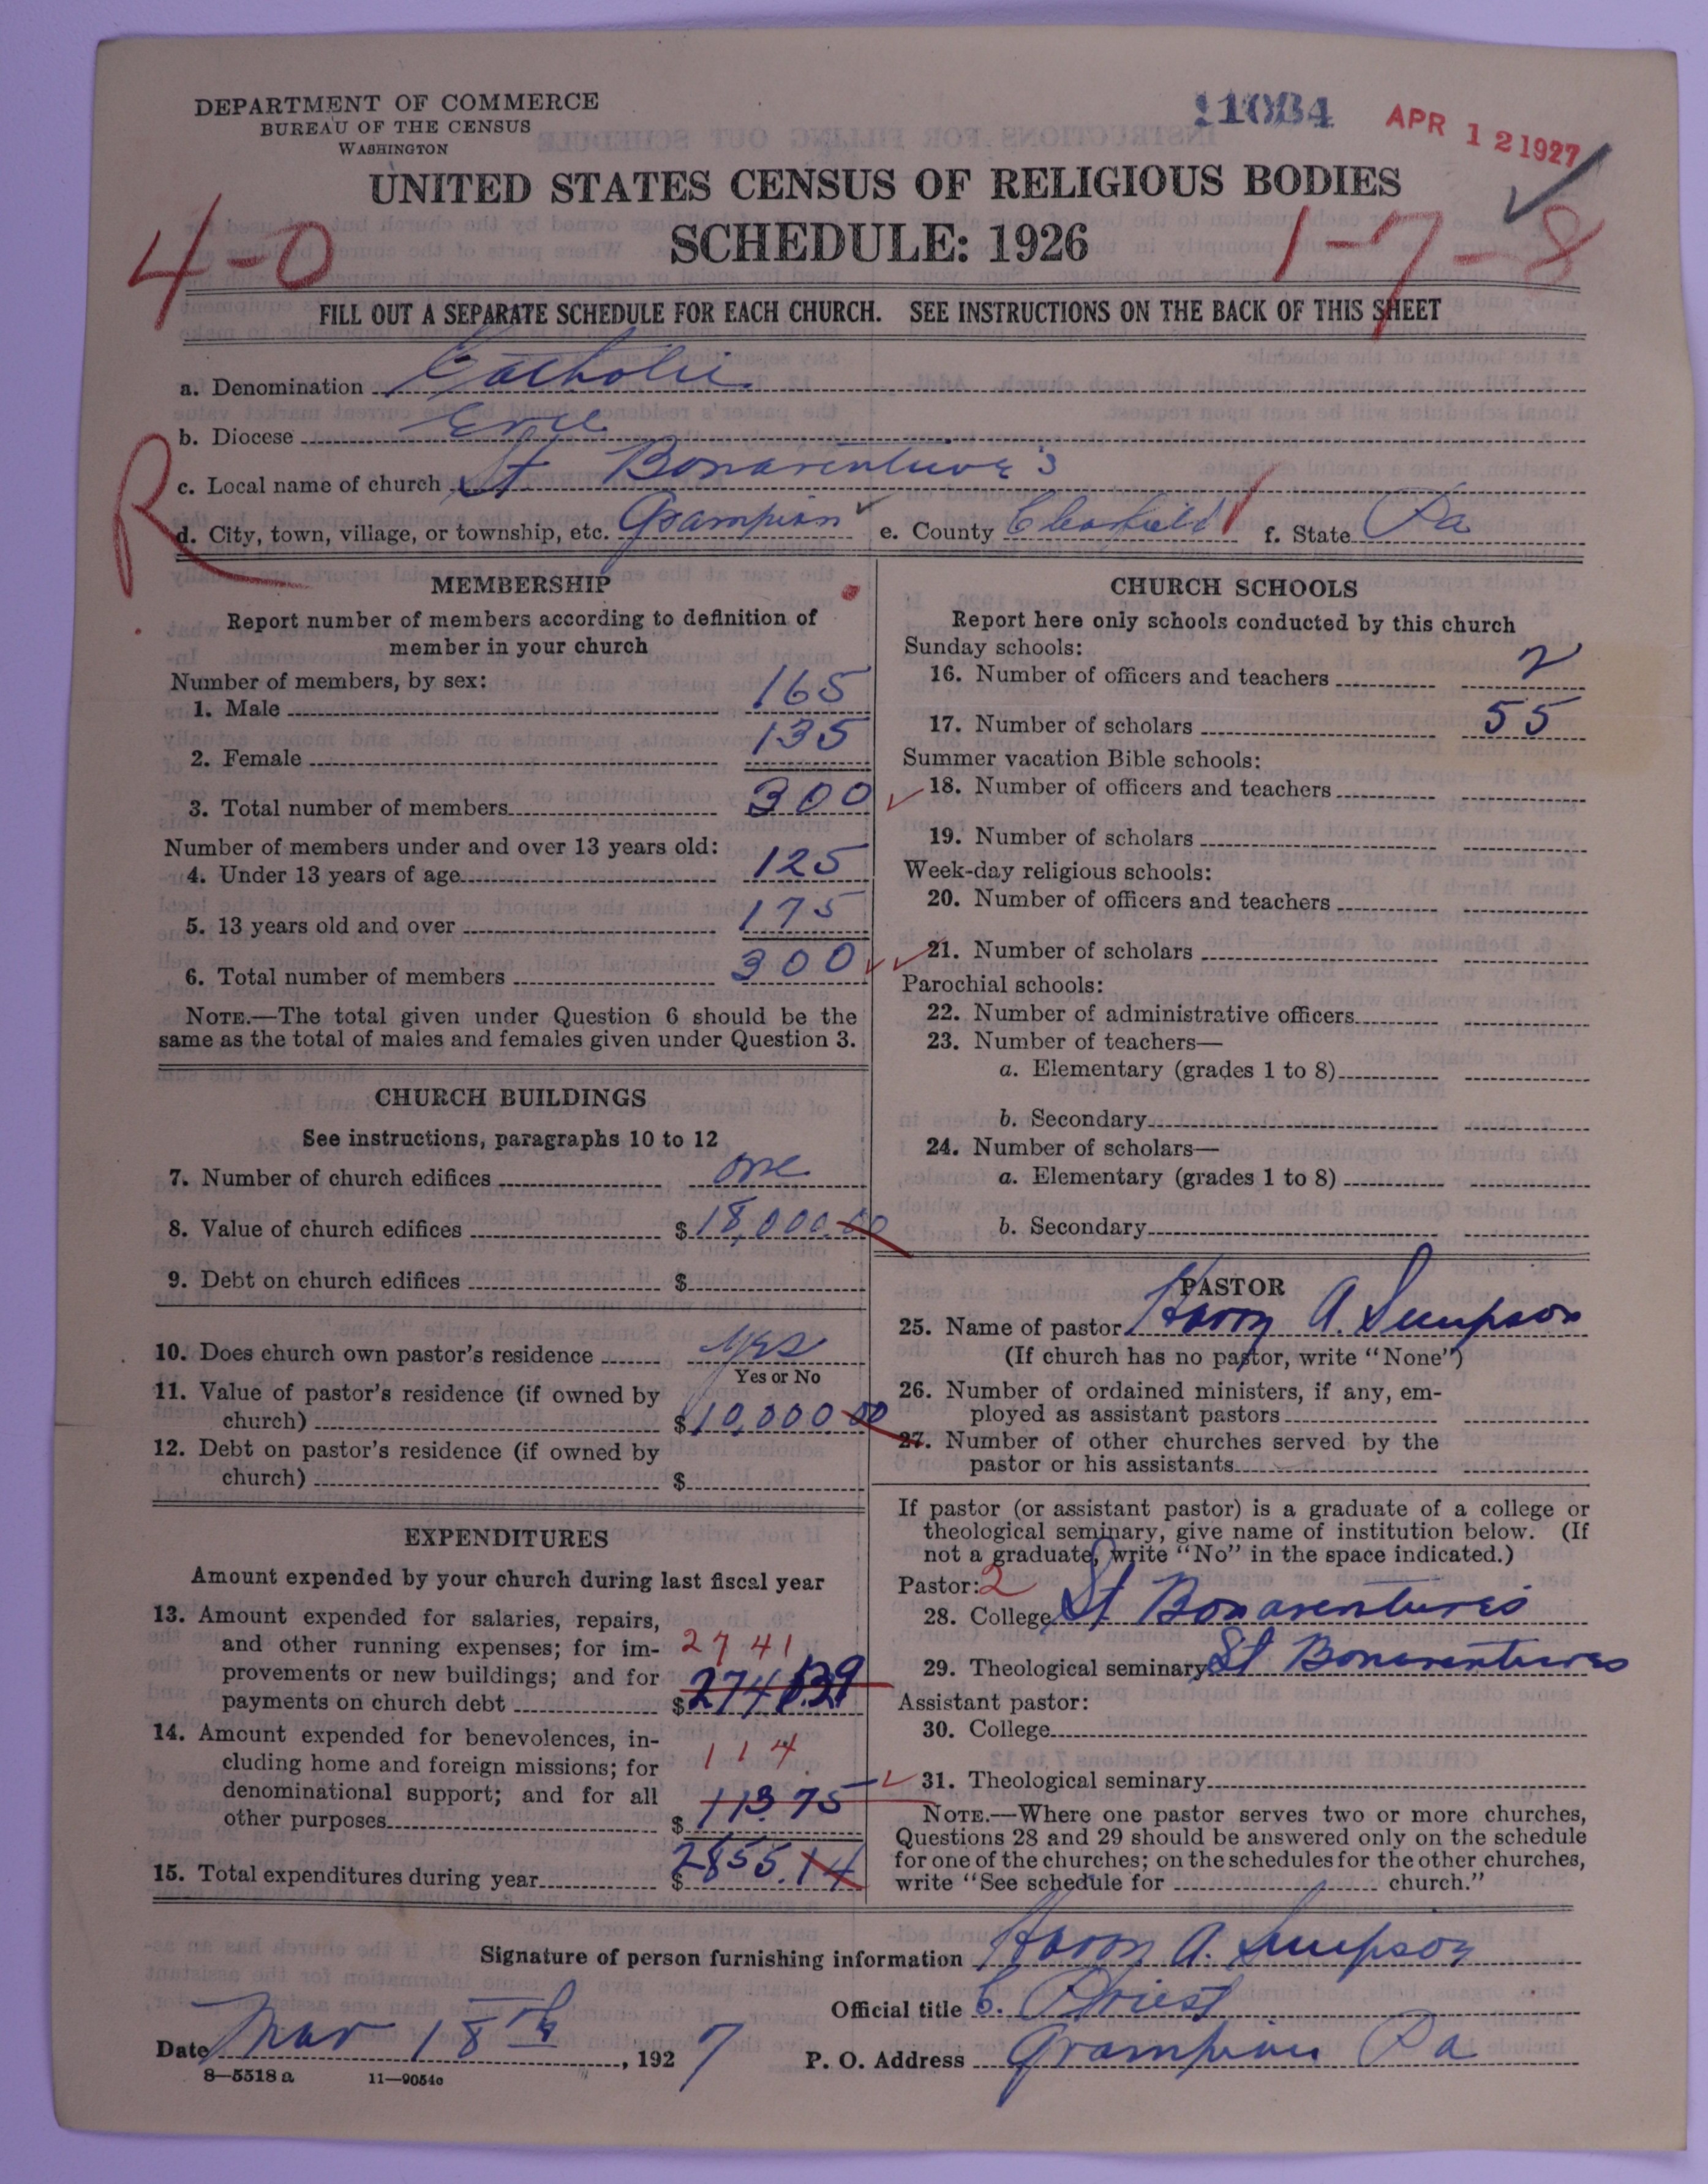 DEPARTMENT OF COMMERCE
BUREAU OF THE CENSUS
WASHINGTON
APR 12 1927
UNITED STATES CENSUS OF RELIGIOUS BODIES
SCHEDULE: 1926
4-0
1-7-8
FILL OUT A SEPARATE SCHEDULE FOR EACH CHURCH. SEE INSTRUCTIONS ON THE BACK OF THIS SHEET
a. Denomination Catholic
b. Diocese Erie
c. Local name of church St Bonaventure's
R
d. City, town, village, or township, etc. Grampian e. County Clearfield f. State Pa
MEMBERSHIP
Report number of members according to definition of
member in your church
Number of members, by sex:
1. Male 165
2. Female 135
3. Total number of members 300
Number of members under and over 13 years old:
4. Under 13 years of age 125
5. 13 years old and over 175
6. Total number of members 300
NOTE.—The total given under Question 6 should be the
same as the total of males and females given under Question 3.
CHURCH BUILDINGS
See instructions, paragraphs 10 to 12
7. Number of church edifices one
8. Value of church edifices $ 18,000.00
9. Debt on church edifices $
10. Does church own pastor's residence yes
Yes or No
11. Value of pastor's residence (if owned by
church) $ 10,000 00
12. Debt on pastor's residence (if owned by
church) $
EXPENDITURES
Amount expended by your church during last fiscal year
13. Amount expended for salaries, repairs,
and other running expenses; for im- 2741
provements or new buildings; and for
payments on church debt $ 2741.39
14. Amount expended for benevolences, in-
cluding home and foreign missions; for 114
denominational support; and for all
other purposes $ 113.75
15. Total expenditures during year $ 2855.14
CHURCH SCHOOLS
Report here only schools conducted by this church
Sunday schools:
16. Number of officers and teachers 2
17. Number of scholars 55
Summer vacation Bible schools:
18. Number of officers and teachers
19. Number of scholars
Week-day religious schools:
20. Number of officers and teachers
21. Number of scholars
Parochial schools:
22. Number of administrative officers
23. Number of teachers—
a. Elementary (grades 1 to 8)
b. Secondary
24. Number of scholars—
a. Elementary (grades 1 to 8)
b. Secondary
PASTOR
25. Name of pastor Harry A. Simpson
(If church has no pastor, write "None")
26. Number of ordained ministers, if any, em-
ployed as assistant pastors
27. Number of other churches served by the
pastor or his assistants
If pastor (or assistant pastor) is a graduate of a college or
theological seminary, give name of institution below. (If
not a graduate, write "No" in the space indicated.)
Pastor: 2
28. College St Bonaventures
29. Theological seminary St Bonaventures
Assistant pastor:
30. College
31. Theological seminary
NOTE.—Where one pastor serves two or more churches,
Questions 28 and 29 should be answered only on the schedule
for one of the churches; on the schedules for the other churches,
write "See schedule for church."
Signature of person furnishing information Harry A. Simpson
Official title C. Priest
Date Mar 18th, 1927 P. O. Address Grampian Pa
8—5518a 11—9054c